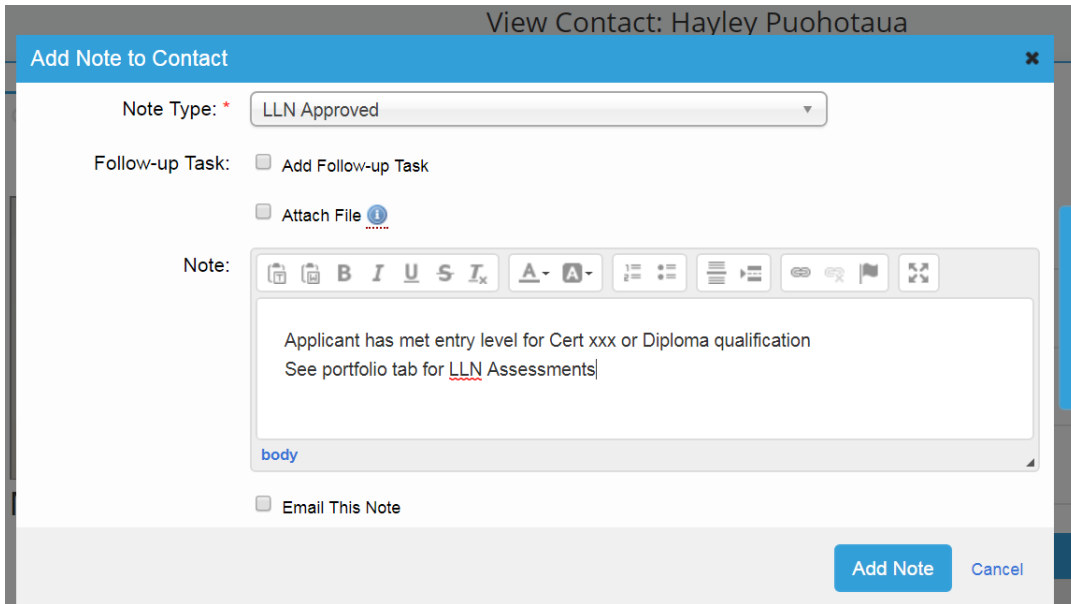 View Contact: Hayley Puohotaua
Add Note to Contact
Note Type: *
LLN Approved
Follow-up Task:
Add Follow-up Task
Attach File
Note:
Applicant has met entry level for Cert xxx or Diploma qualification
See portfolio tab for LLN Assessments
body
Email This Note
Add Note
Cancel